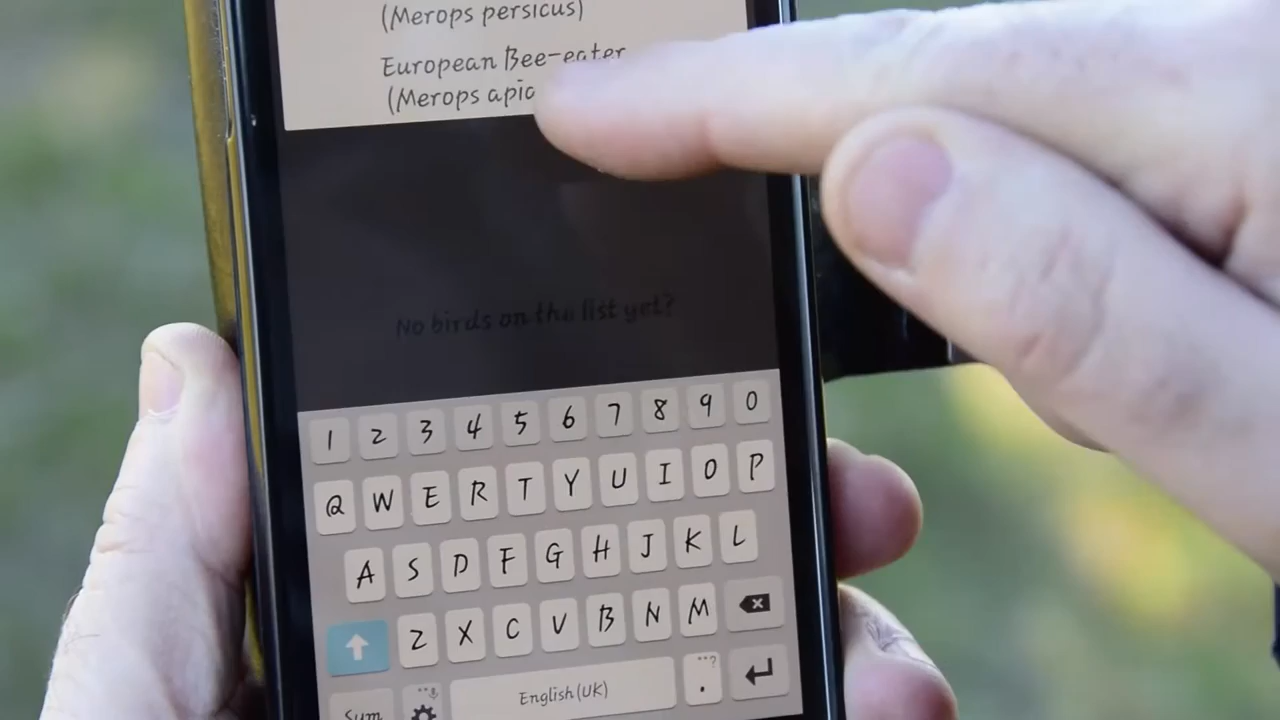 (Merops persicus)
European Bee-eater
(Merops apia
No birds on the list yet?
1 2 3 4 5 6 7 8 9 0
Q W E R T Y U I O P
A S D F G H J K L
Z X C V B N M
Sym English(UK) .